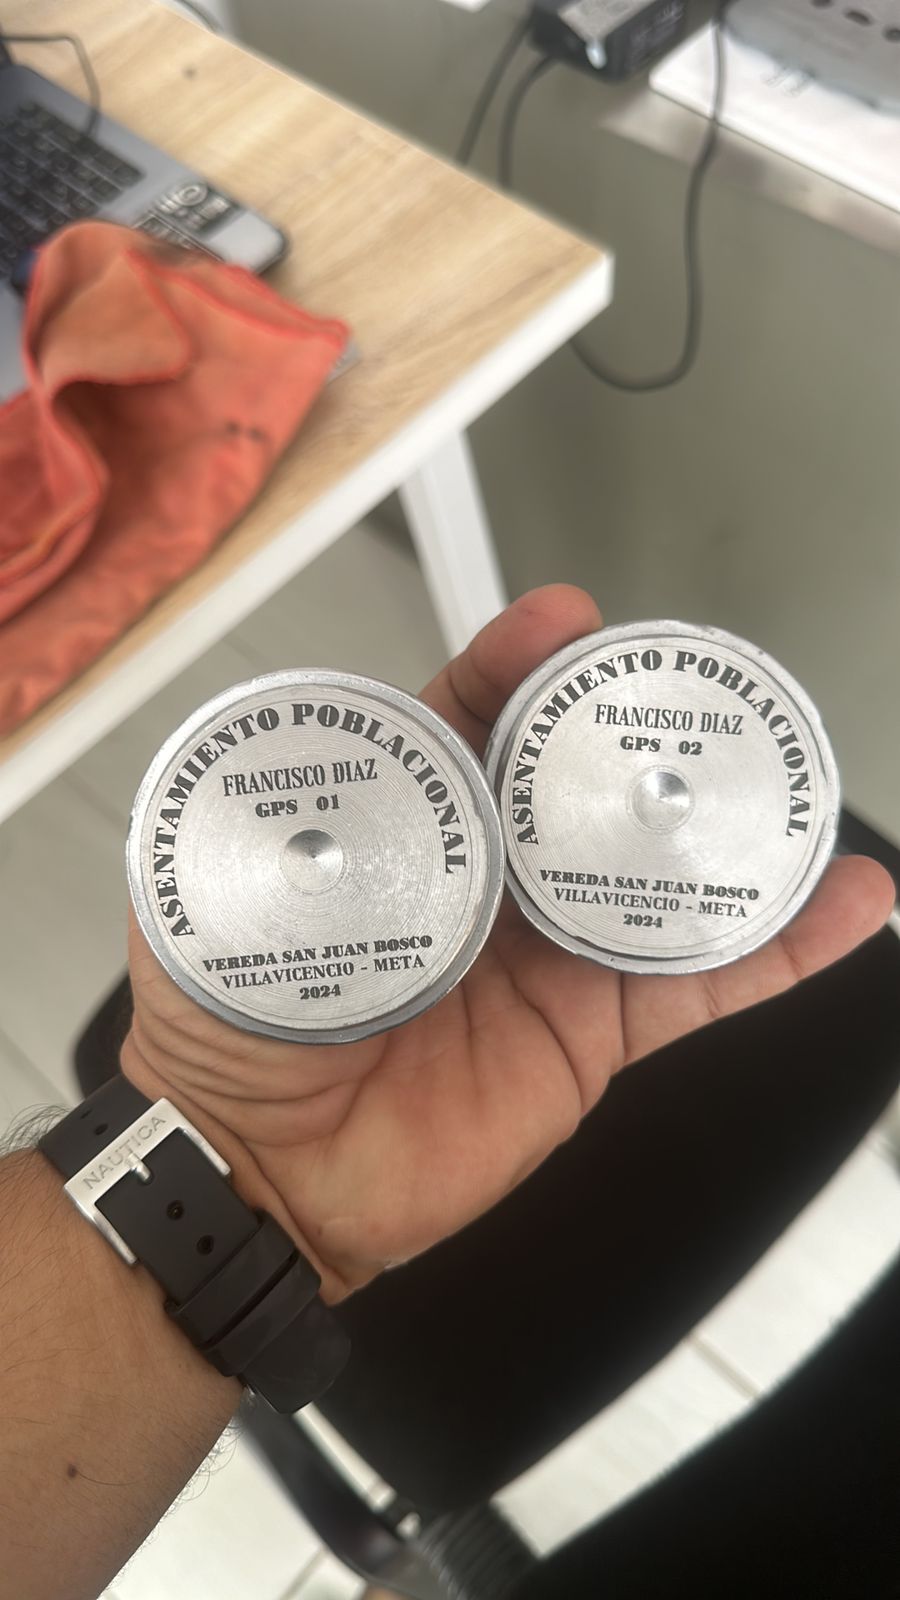 ASENTAMIENTO POBLACIONAL
FRANCISCO DIAZ
GPS 01
VEREDA SAN JUAN BOSCO
VILLAVICENCIO - META
2024
ASENTAMIENTO POBLACIONAL
FRANCISCO DIAZ
GPS 02
VEREDA SAN JUAN BOSCO
VILLAVICENCIO - META
2024
NAUTICA